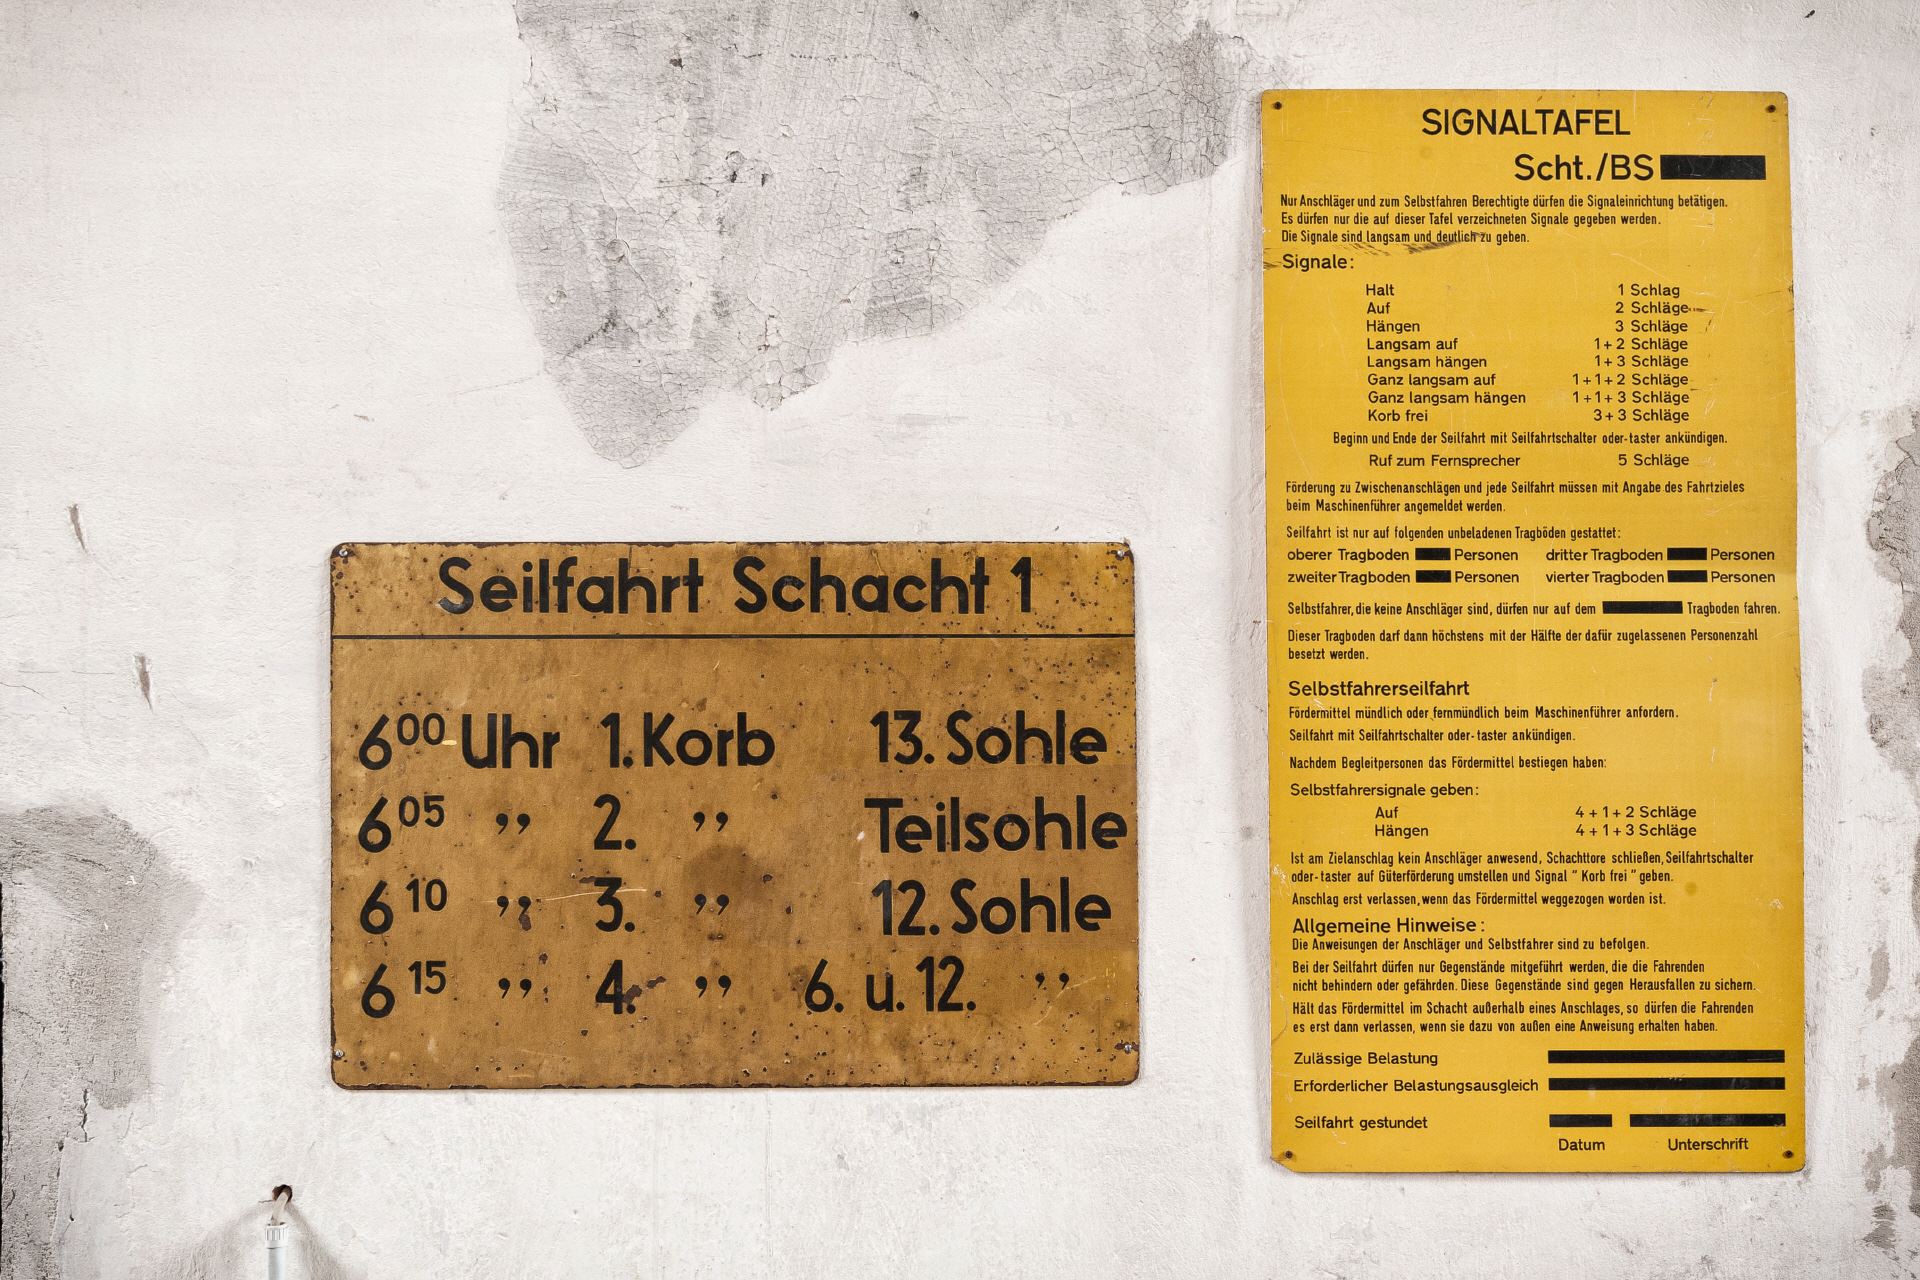 Seilfahrt Schacht 1
6⁰⁰ Uhr 1. Korb 13. Sohle
6⁰⁵ ” 2. ” Teilsohle
6¹⁰ ” 3. ” 12. Sohle
6¹⁵ ” 4. ” 6. u. 12. ”
SIGNALTAFEL
Scht./BS
Nur Anschläger und zum Selbstfahren Berechtigte dürfen die Signaleinrichtung betätigen.
Es dürfen nur die auf dieser Tafel verzeichneten Signale gegeben werden.
Die Signale sind langsam und deutlich zu geben.
Signale:
Halt 1 Schlag
Auf 2 Schläge
Hängen 3 Schläge
Langsam auf 1+2 Schläge
Langsam hängen 1+3 Schläge
Ganz langsam auf 1+1+2 Schläge
Ganz langsam hängen 1+1+3 Schläge
Korb frei 3+3 Schläge
Beginn und Ende der Seilfahrt mit Seilfahrtschalter oder-taster ankündigen.
Ruf zum Fernsprecher 5 Schläge
Förderung zu Zwischenanschlägen und jede Seilfahrt müssen mit Angabe des Fahrtzieles
beim Maschinenführer angemeldet werden.
Seilfahrt ist nur auf folgenden unbeladenen Tragböden gestattet:
oberer Tragboden Personen dritter Tragboden Personen
zweiter Tragboden Personen vierter Tragboden Personen
Selbstfahrer, die keine Anschläger sind, dürfen nur auf dem Tragboden fahren.
Dieser Tragboden darf dann höchstens mit der Hälfte der dafür zugelassenen Personenzahl
besetzt werden.
Selbstfahrerseilfahrt
Fördermittel mündlich oder fernmündlich beim Maschinenführer anfordern.
Seilfahrt mit Seilfahrtschalter oder-taster ankündigen.
Nachdem Begleitpersonen das Fördermittel bestiegen haben:
Selbstfahrersignale geben:
Auf 4+1+2 Schläge
Hängen 4+1+3 Schläge
Ist am Zielanschlag kein Anschläger anwesend, Schachttore schließen, Seilfahrtschalter
oder-taster auf Güterförderung umstellen und Signal "Korb frei" geben.
Anschlag erst verlassen, wenn das Fördermittel weggezogen worden ist.
Allgemeine Hinweise:
Die Anweisungen der Anschläger und Selbstfahrer sind zu befolgen.
Bei der Seilfahrt dürfen nur Gegenstände mitgeführt werden, die die Fahrenden
nicht behindern oder gefährden. Diese Gegenstände sind gegen Herausfallen zu sichern.
Hält das Fördermittel im Schacht außerhalb eines Anschlages, so dürfen die Fahrenden
es erst dann verlassen, wenn sie dazu von außen eine Anweisung erhalten haben.
Zulässige Belastung
Erforderlicher Belastungsausgleich
Seilfahrt gestundet
Datum Unterschrift